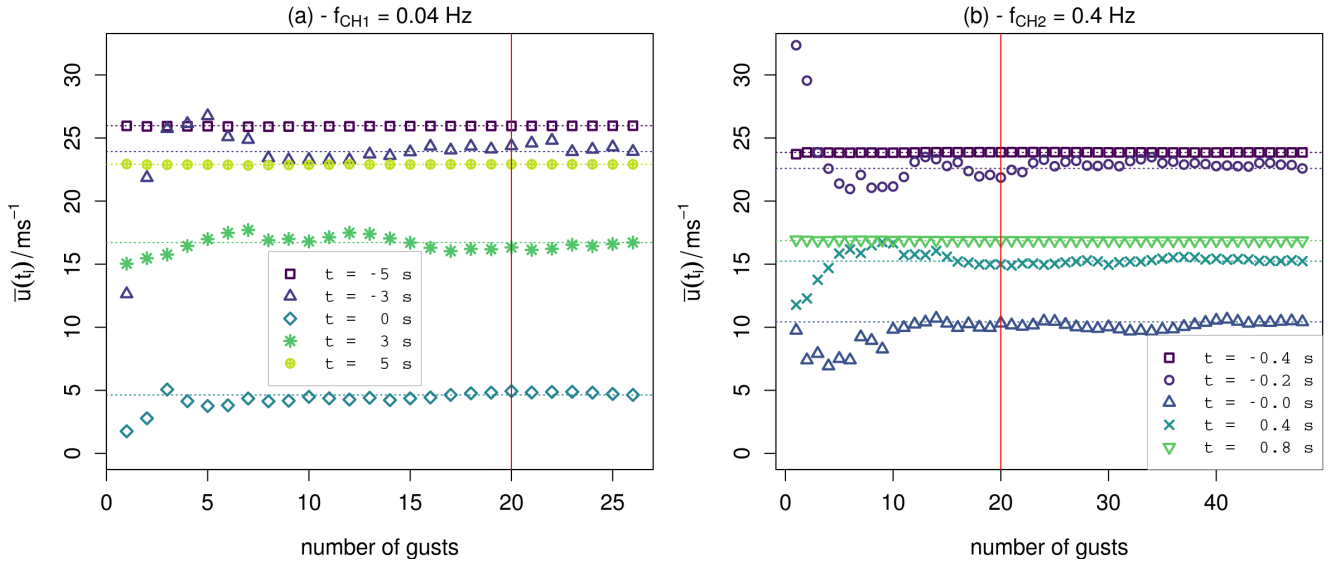 (a) - fCH1 = 0.04 Hz
30
25
20
15
10
5
0
u̅(ti)/ms⁻¹
t = -5 s
t = -3 s
t = 0 s
t = 3 s
t = 5 s
0 5 10 15 20 25
number of gusts
(b) - fCH2 = 0.4 Hz
30
25
20
15
10
5
0
u̅(ti)/ms⁻¹
t = -0.4 s
t = -0.2 s
t = -0.0 s
t = 0.4 s
t = 0.8 s
0 10 20 30 40
number of gusts